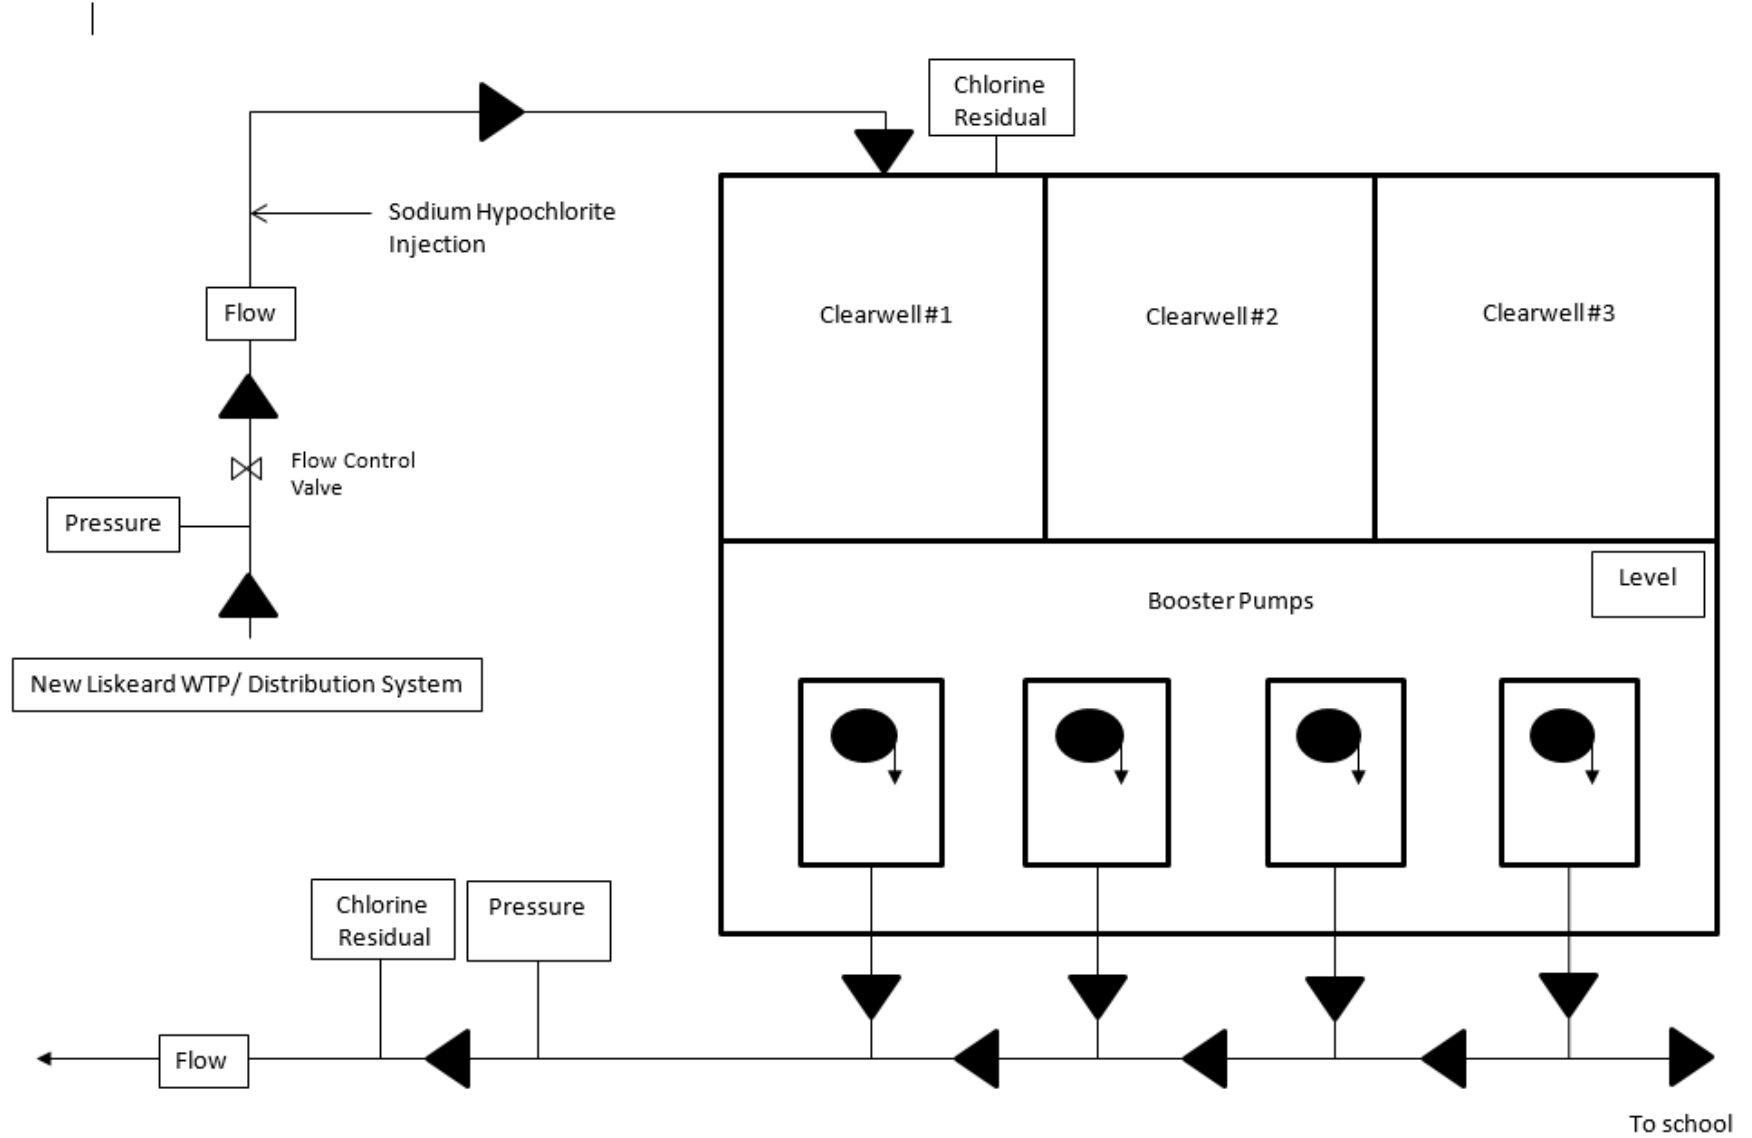 Chlorine
Residual
Sodium Hypochlorite
Injection
Flow
Clearwell #1
Clearwell #2
Clearwell #3
Flow Control
Valve
Pressure
Level
Booster Pumps
New Liskeard WTP/ Distribution System
Chlorine
Residual
Pressure
Flow
To school